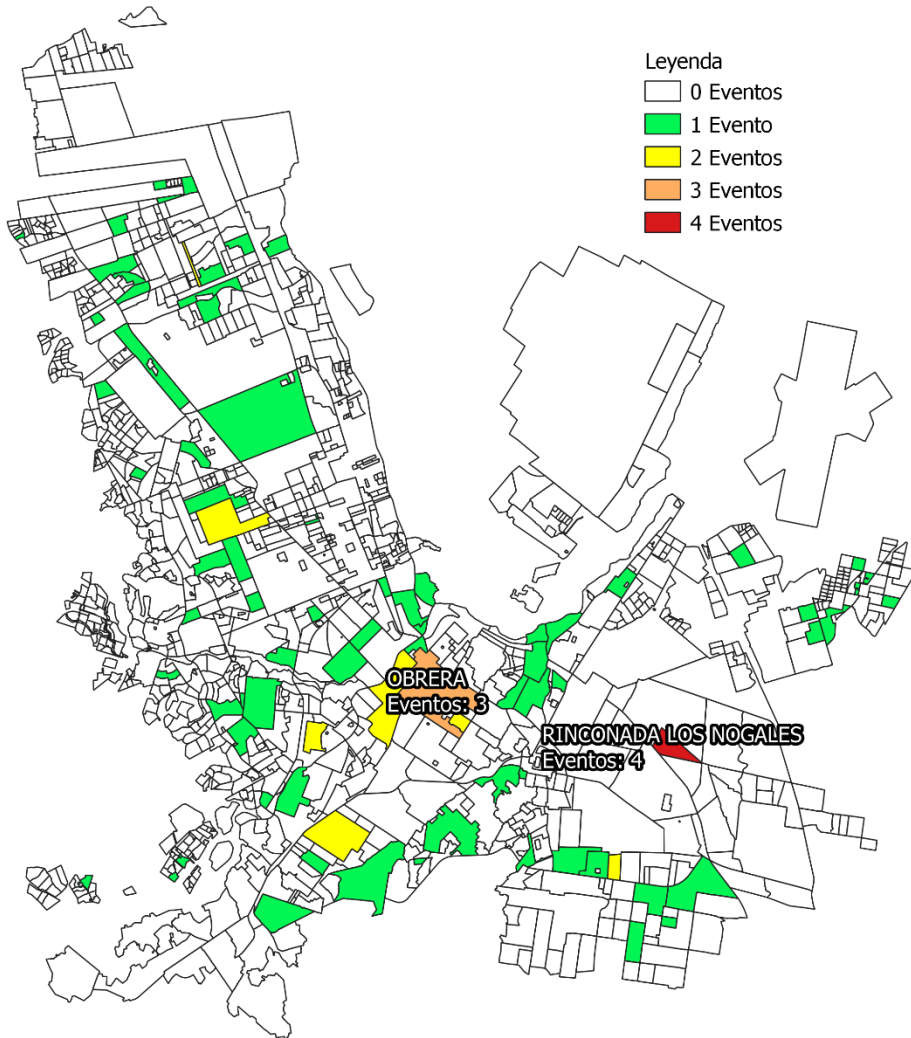 Leyenda
0 Eventos
1 Evento
2 Eventos
3 Eventos
4 Eventos
OBRERA
Eventos: 3
RINCONADA LOS NOGALES
Eventos: 4